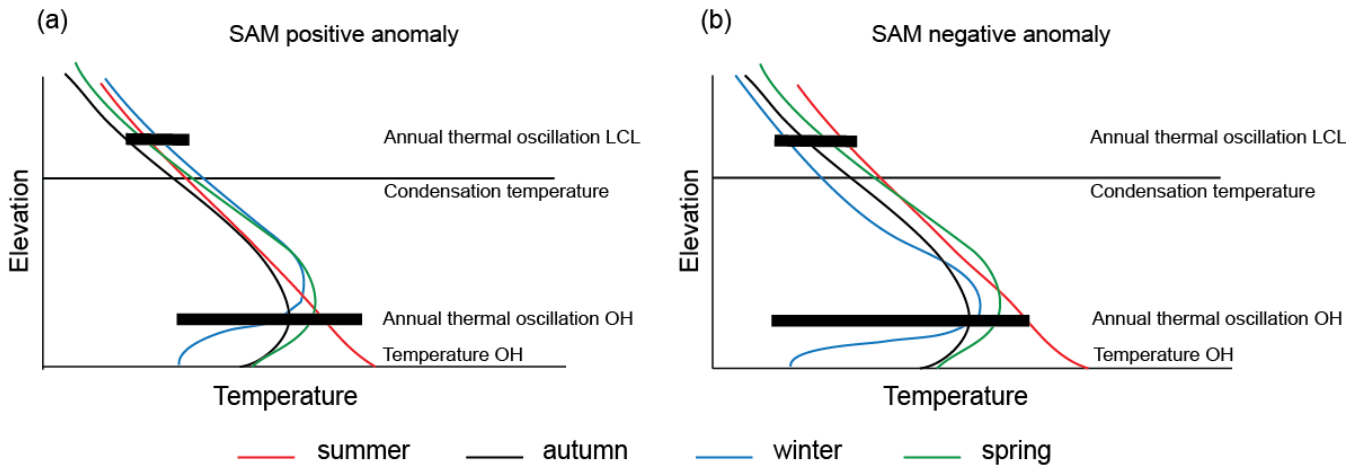 (a)
SAM positive anomaly
Annual thermal oscillation LCL
Condensation temperature
Elevation
Annual thermal oscillation OH
Temperature OH
Temperature
(b)
SAM negative anomaly
Annual thermal oscillation LCL
Condensation temperature
Elevation
Annual thermal oscillation OH
Temperature OH
Temperature
summer
autumn
winter
spring